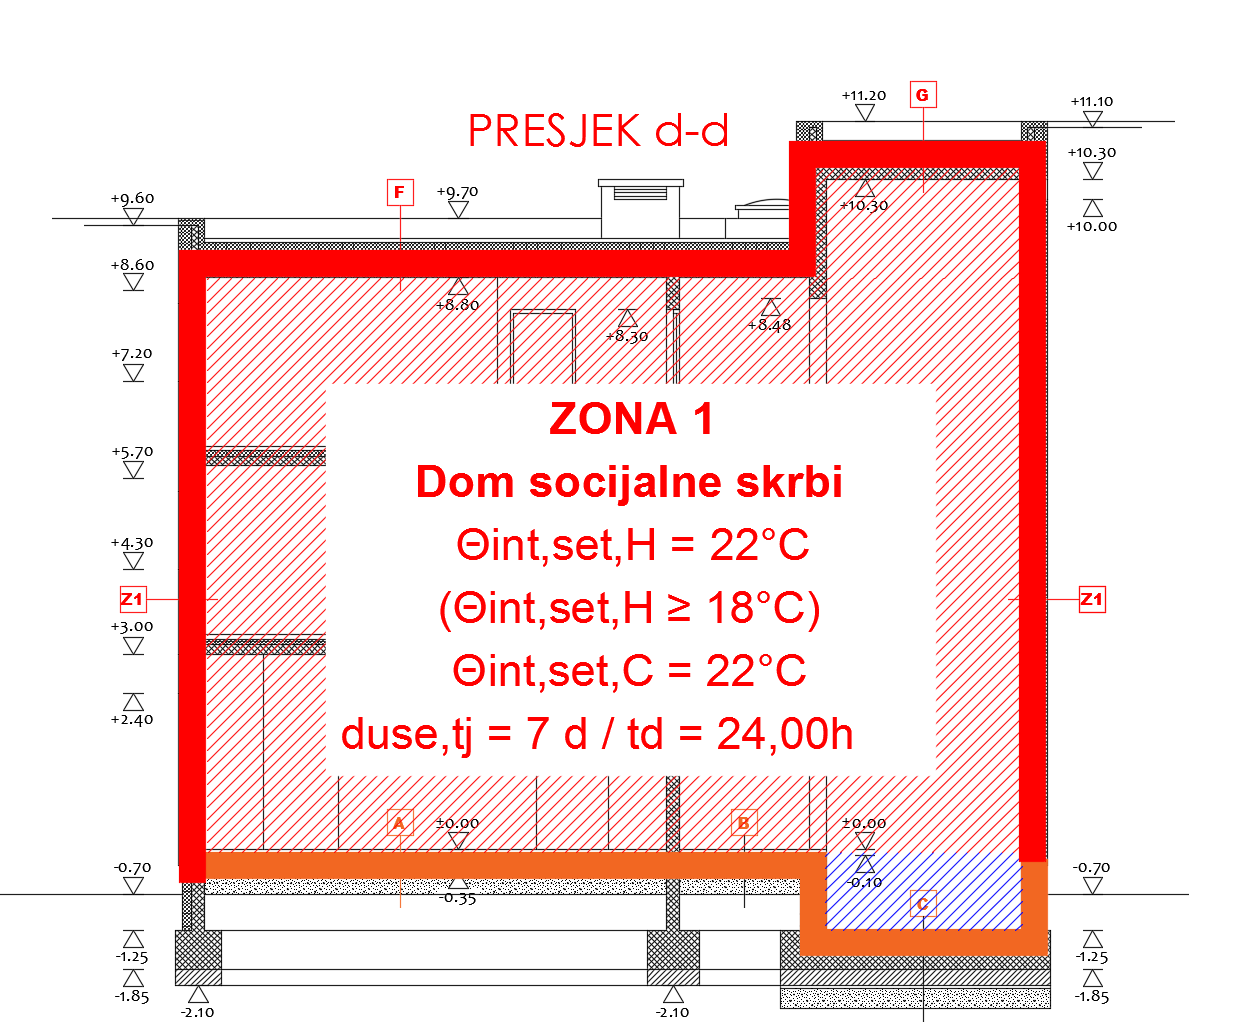 +11.20
G
+11.10
PRESJEK d-d
+10.30
F
+9.70
+9.60
+10.30
+10.00
+8.60
+8.80
+8.30
+8.48
+7.20
ZONA 1
+5.70
Dom socijalne skrbi
+4.30
Θint,set,H = 22°C
Z1
(Θint,set,H ≥ 18°C)
Z1
+3.00
Θint,set,C = 22°C
+2.40
duse,tj = 7 d / td = 24,00h
A
±0.00
B
±0.00
-0.70
-0.70
-0.10
-0.35
C
-1.25
-1.25
-1.85
-1.85
-2.10
-2.10